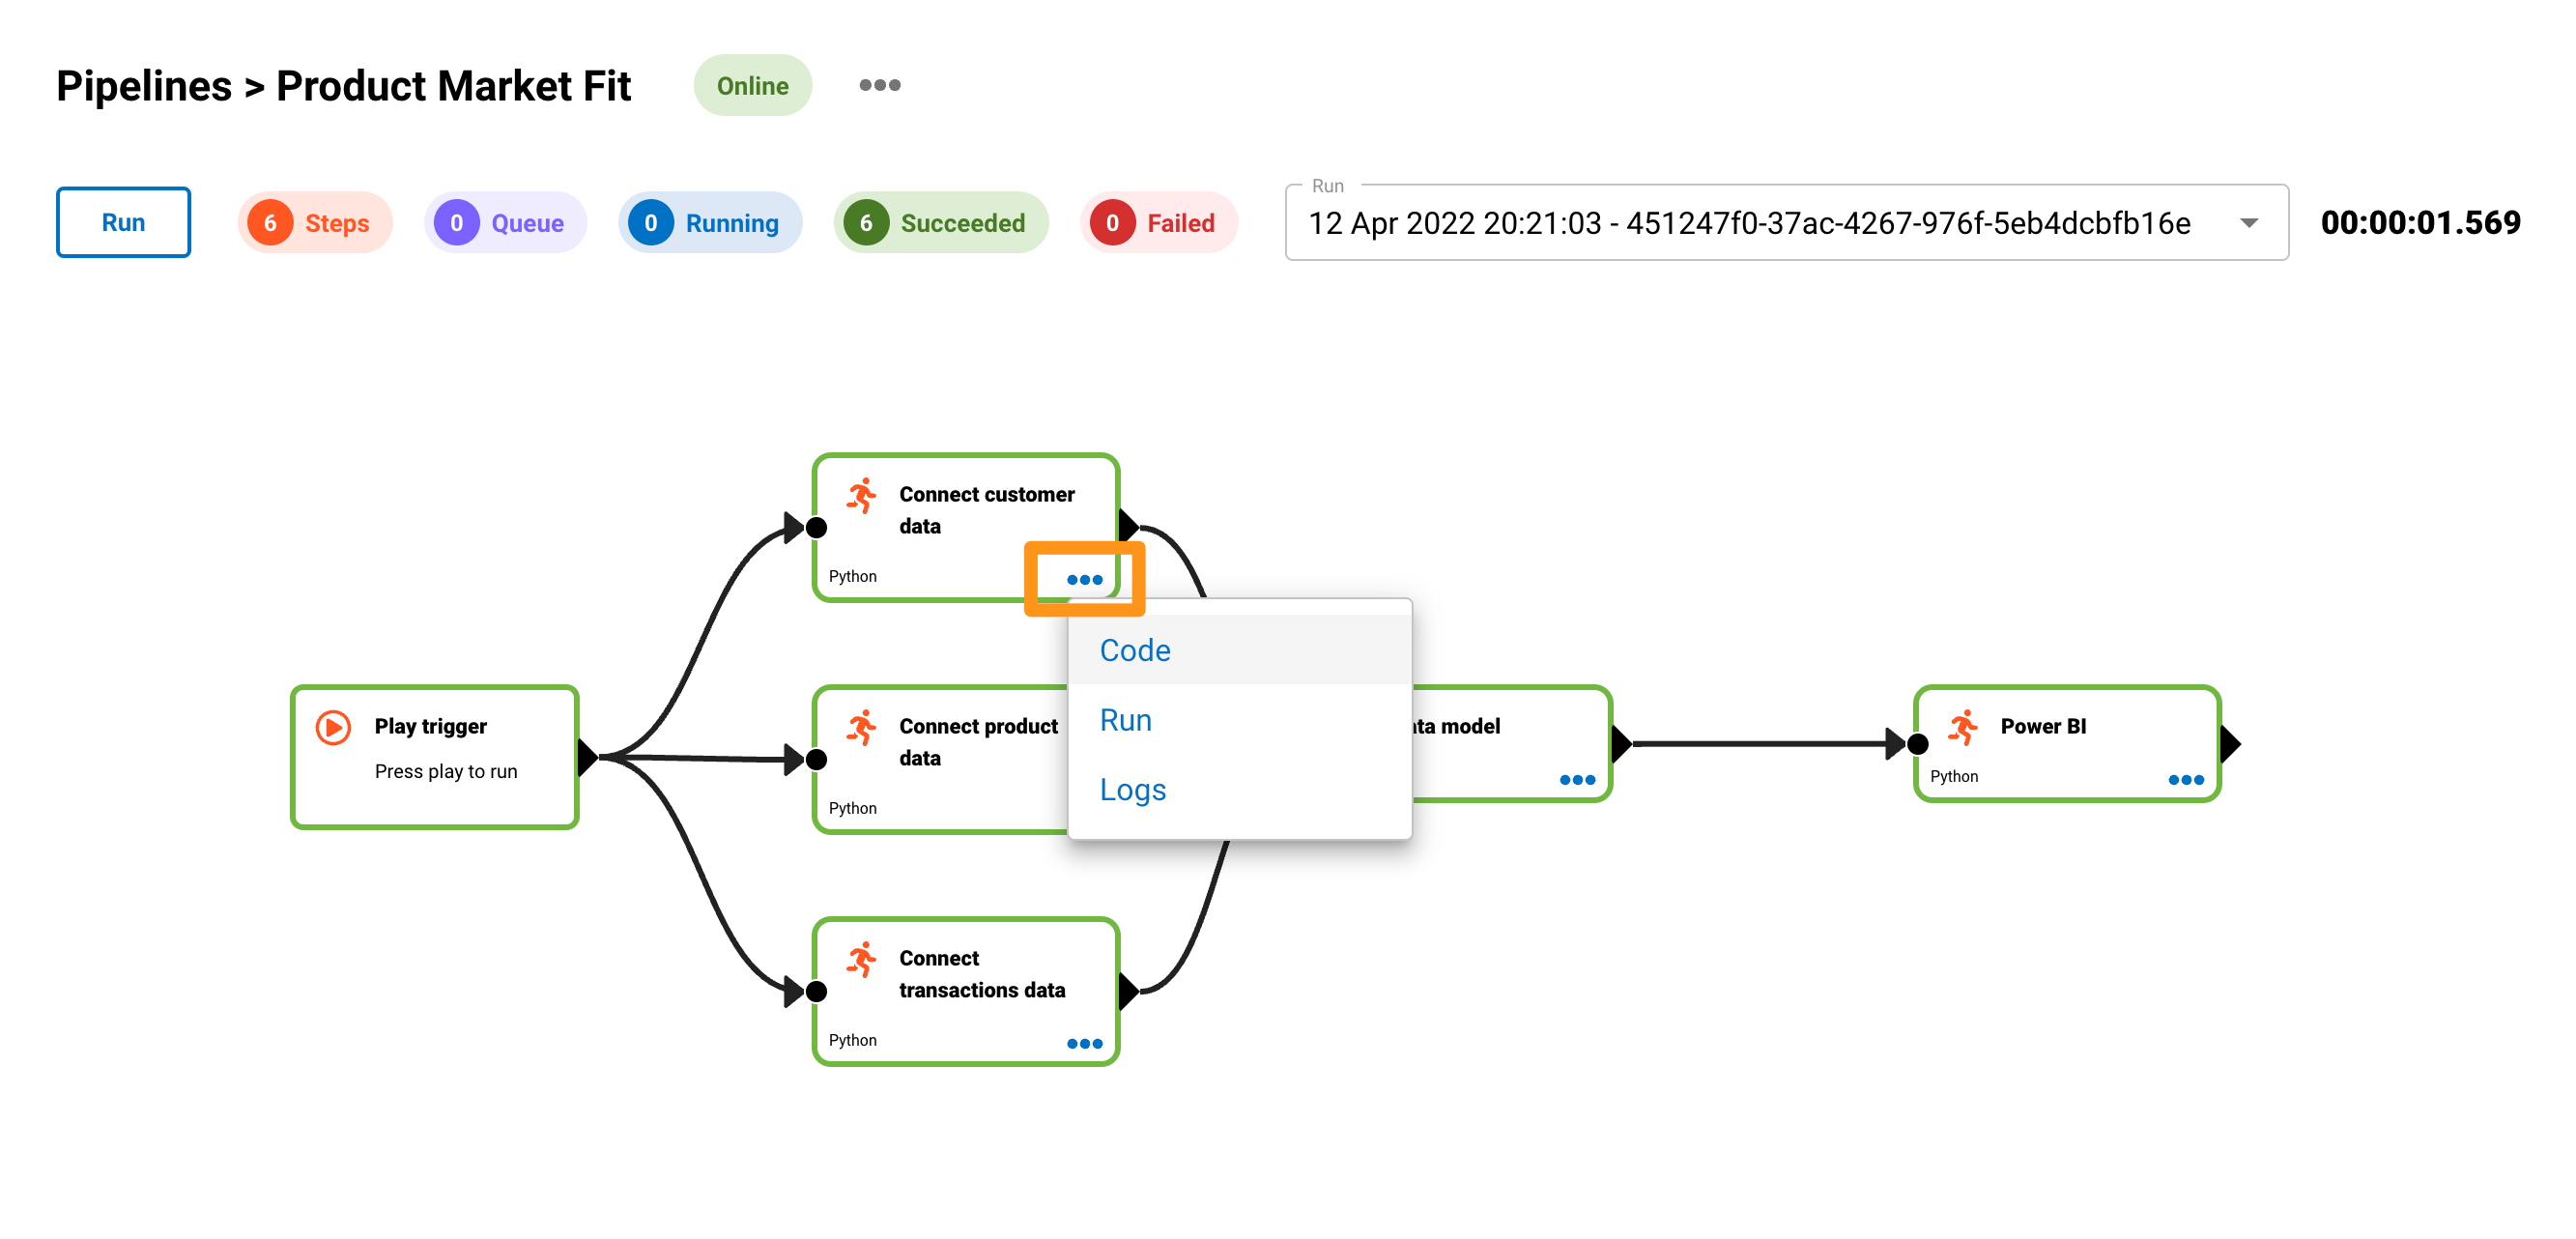 Pipelines > Product Market Fit
Online
Run
6 Steps
0 Queue
0 Running
6 Succeeded
0 Failed
Run
12 Apr 2022 20:21:03 - 451247f0-37ac-4267-976f-5eb4dcbfb16e
00:00:01.569
Connect customer
data
Python
Code
Run
Logs
Play trigger
Press play to run
Connect product
data
Python
model
Power BI
Python
Connect
transactions data
Python